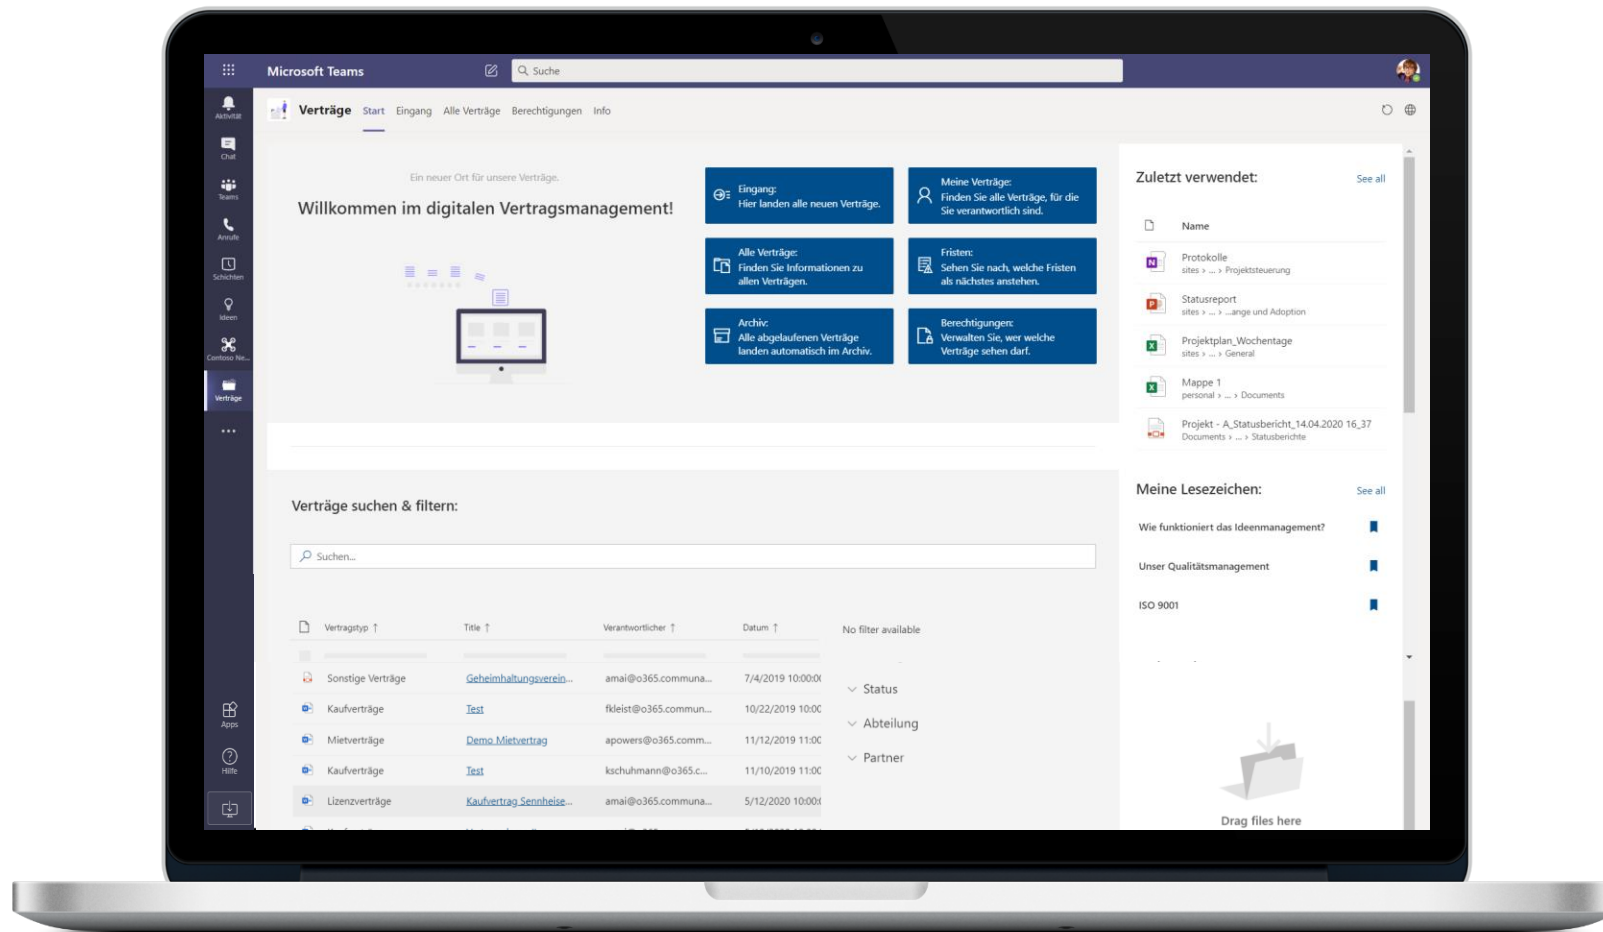 Microsoft Teams
Suche
Aktivität
Chat
Teams
Anrufe
Schichten
Ideen
Contoso Ne...
Verträge
Apps
Hilfe
Verträge Start Eingang Alle Verträge Berechtigungen Info
Ein neuer Ort für unsere Verträge.
Willkommen im digitalen Vertragsmanagement!
Eingang:
Hier landen alle neuen Verträge.
Meine Verträge:
Finden Sie alle Verträge, für die
Sie verantwortlich sind.
Alle Verträge:
Finden Sie Informationen zu
allen Verträgen.
Fristen:
Sehen Sie nach, welche Fristen
als nächstes anstehen.
Archiv:
Alle abgelaufenen Verträge
landen automatisch im Archiv.
Berechtigungen:
Verwalten Sie, wer welche
Verträge sehen darf.
Verträge suchen & filtern:
Suchen...
Vertragstyp ↑ Title ↑ Verantwortlicher ↑ Datum ↑
Sonstige Verträge Geheimhaltungsverein... amai@o365.communa... 7/4/2019 10:00:0
Kaufverträge Test fkleist@o365.commun... 10/22/2019 10:00
Mietverträge Demo Mietvertrag apowers@o365.comm... 11/12/2019 11:00
Kaufverträge Test kschuhmann@o365.c... 11/10/2019 11:00
Lizenzverträge Kaufvertrag Sennheise... amai@o365.communa... 5/12/2020 10:00:
No filter available
Status
Abteilung
Partner
Zuletzt verwendet: See all
Name
Protokolle
sites > ... > Projektsteuerung
Statusreport
sites > ... > ...ange und Adoption
Projektplan_Wochentage
sites > ... > General
Mappe 1
personal > ... > Documents
Projekt - A_Statusbericht_14.04.2020 16_37
Documents > ... > Statusberichte
Meine Lesezeichen: See all
Wie funktioniert das Ideenmanagement?
Unser Qualitätsmanagement
ISO 9001
Drag files here